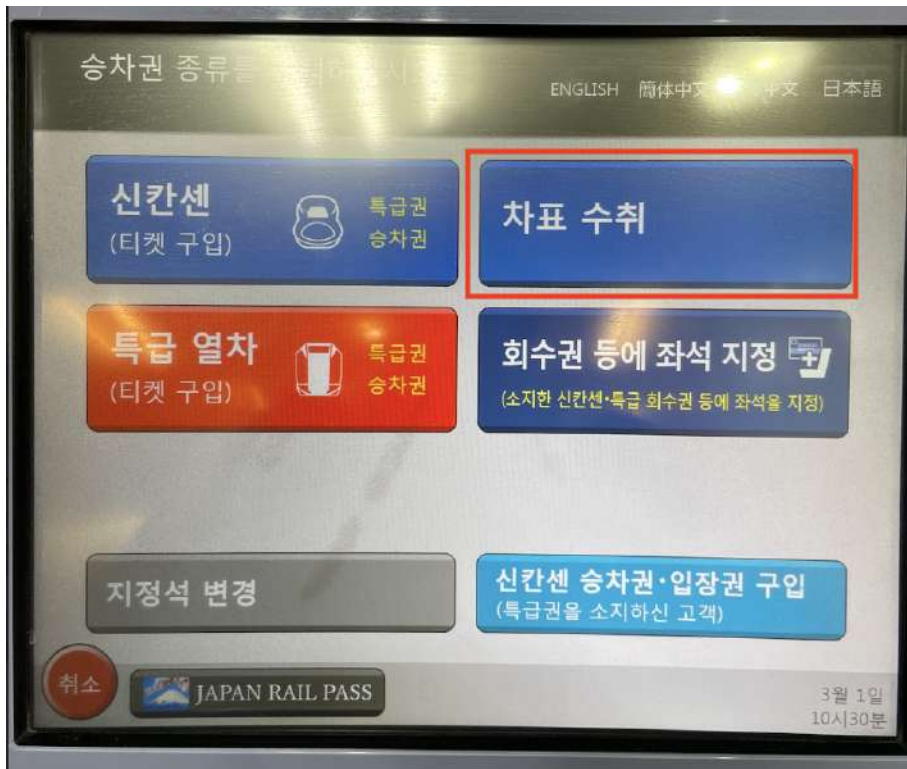 승차권 종류를
ENGLISH 简体中文 中文 日本語
신칸센
(티켓 구입)
특급권
승차권
차표 수취
특급 열차
(티켓 구입)
특급권
승차권
회수권 등에 좌석 지정
(소지한 신칸센·특급 회수권 등에 좌석을 지정)
지정석 변경
신칸센 승차권·입장권 구입
(특급권을 소지하신 고객)
취소
JAPAN RAIL PASS
3월 1일
10시30분